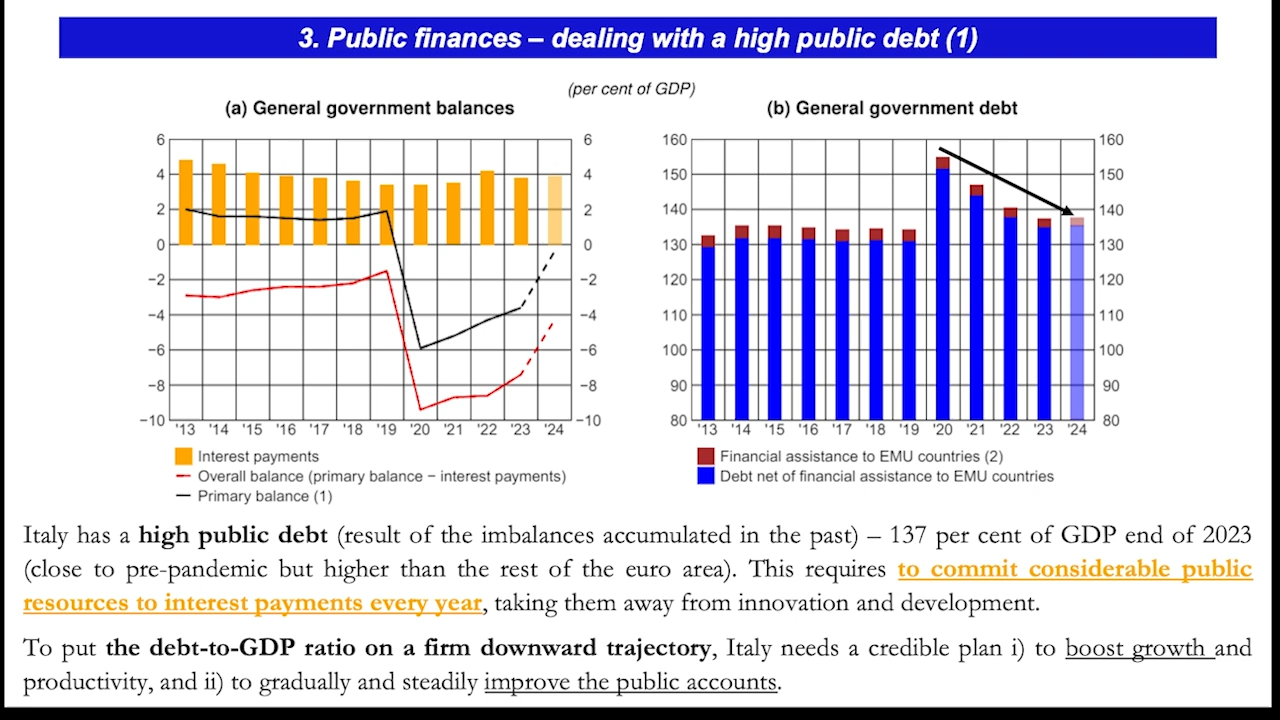 3. Public finances – dealing with a high public debt (1)
(per cent of GDP)
(a) General government balances
6
4
2
0
−2
−4
−6
−8
−10
6
4
2
0
−2
−4
−6
−8
−10
'13 '14 '15 '16 '17 '18 '19 '20 '21 '22 '23 '24
Interest payments
Overall balance (primary balance − interest payments)
Primary balance (1)
(b) General government debt
160
150
140
130
120
110
100
90
80
160
150
140
130
120
110
100
90
80
'13 '14 '15 '16 '17 '18 '19 '20 '21 '22 '23 '24
Financial assistance to EMU countries (2)
Debt net of financial assistance to EMU countries
Italy has a high public debt (result of the imbalances accumulated in the past) – 137 per cent of GDP end of 2023
(close to pre-pandemic but higher than the rest of the euro area). This requires to commit considerable public
resources to interest payments every year, taking them away from innovation and development.
To put the debt-to-GDP ratio on a firm downward trajectory, Italy needs a credible plan i) to boost growth and
productivity, and ii) to gradually and steadily improve the public accounts.